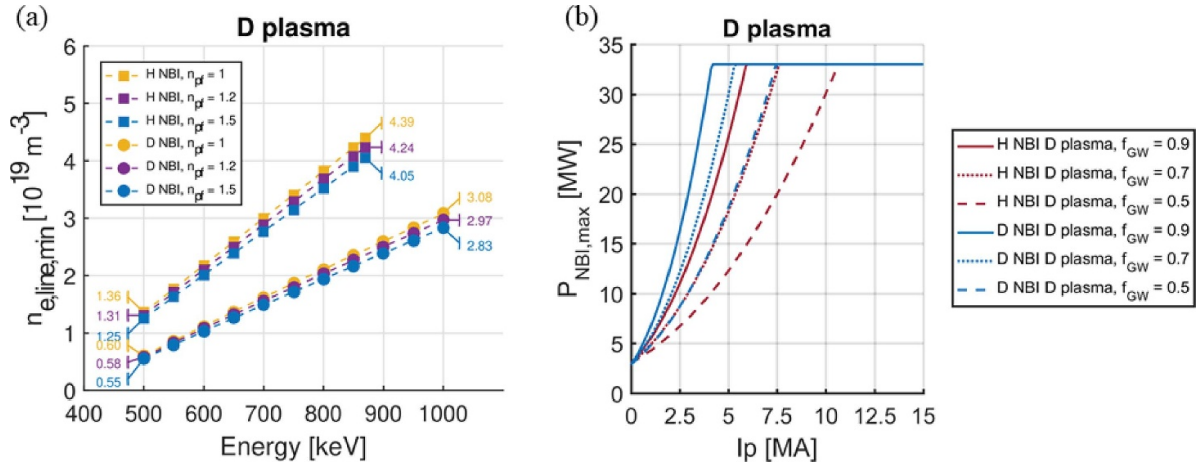 (a)
D plasma
n_e,line,min [10^19 m^-3]
6
5
4
3
2
1
0
H NBI, n_pf = 1
H NBI, n_pf = 1.2
H NBI, n_pf = 1.5
D NBI, n_pf = 1
D NBI, n_pf = 1.2
D NBI, n_pf = 1.5
4.39
4.24
4.05
3.08
2.97
2.83
1.36
1.31
1.25
0.60
0.58
0.55
400 500 600 700 800 900 1000
Energy [keV]
(b)
D plasma
P_NBI,max [MW]
35
30
25
20
15
10
5
0
0 2.5 5 7.5 10 12.5 15
Ip [MA]
H NBI D plasma, f_GW = 0.9
H NBI D plasma, f_GW = 0.7
H NBI D plasma, f_GW = 0.5
D NBI D plasma, f_GW = 0.9
D NBI D plasma, f_GW = 0.7
D NBI D plasma, f_GW = 0.5